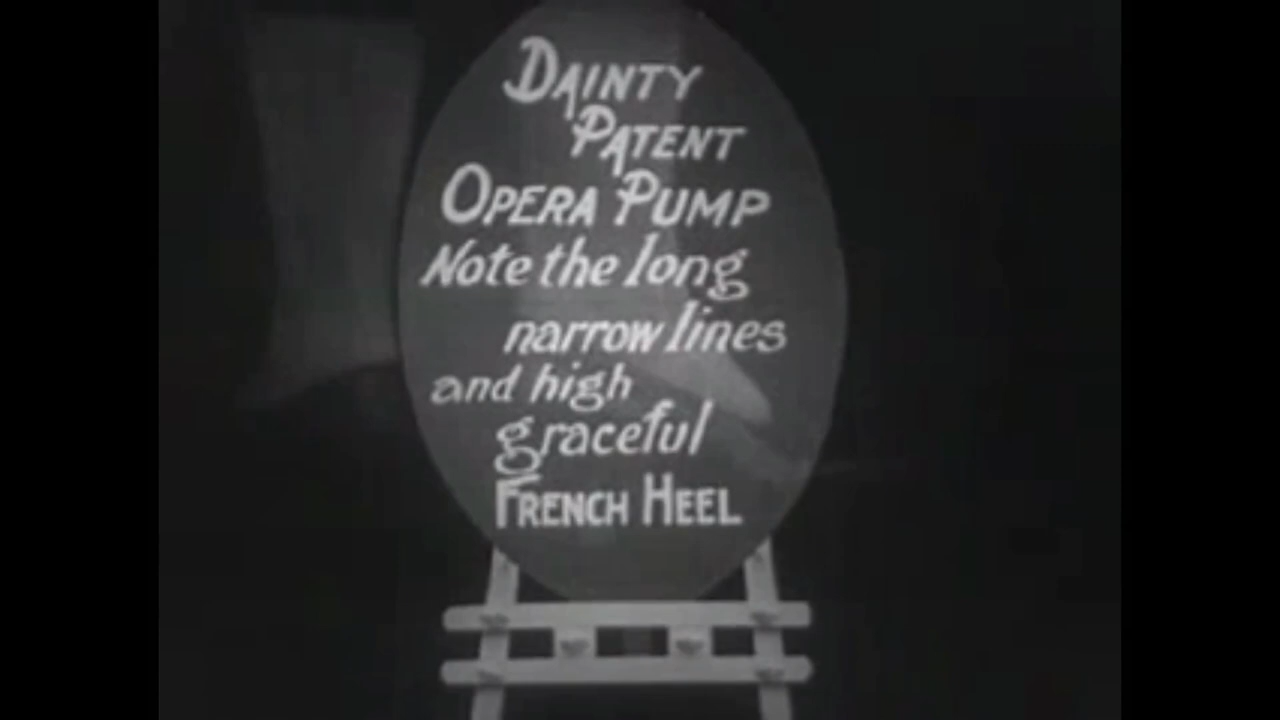 DAINTY
PATENT
OPERA PUMP
Note the long
narrow lines
and high
graceful
FRENCH HEEL